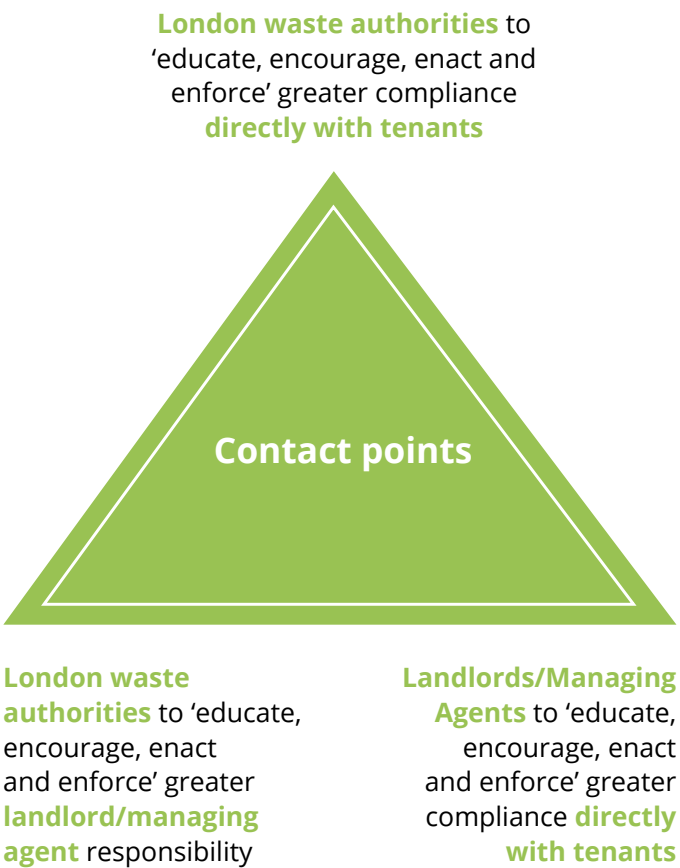 London waste authorities to
‘educate, encourage, enact and
enforce’ greater compliance
directly with tenants
Contact points
London waste
authorities to ‘educate,
encourage, enact
and enforce’ greater
landlord/managing
agent responsibility
Landlords/Managing
Agents to ‘educate,
encourage, enact
and enforce’ greater
compliance directly
with tenants